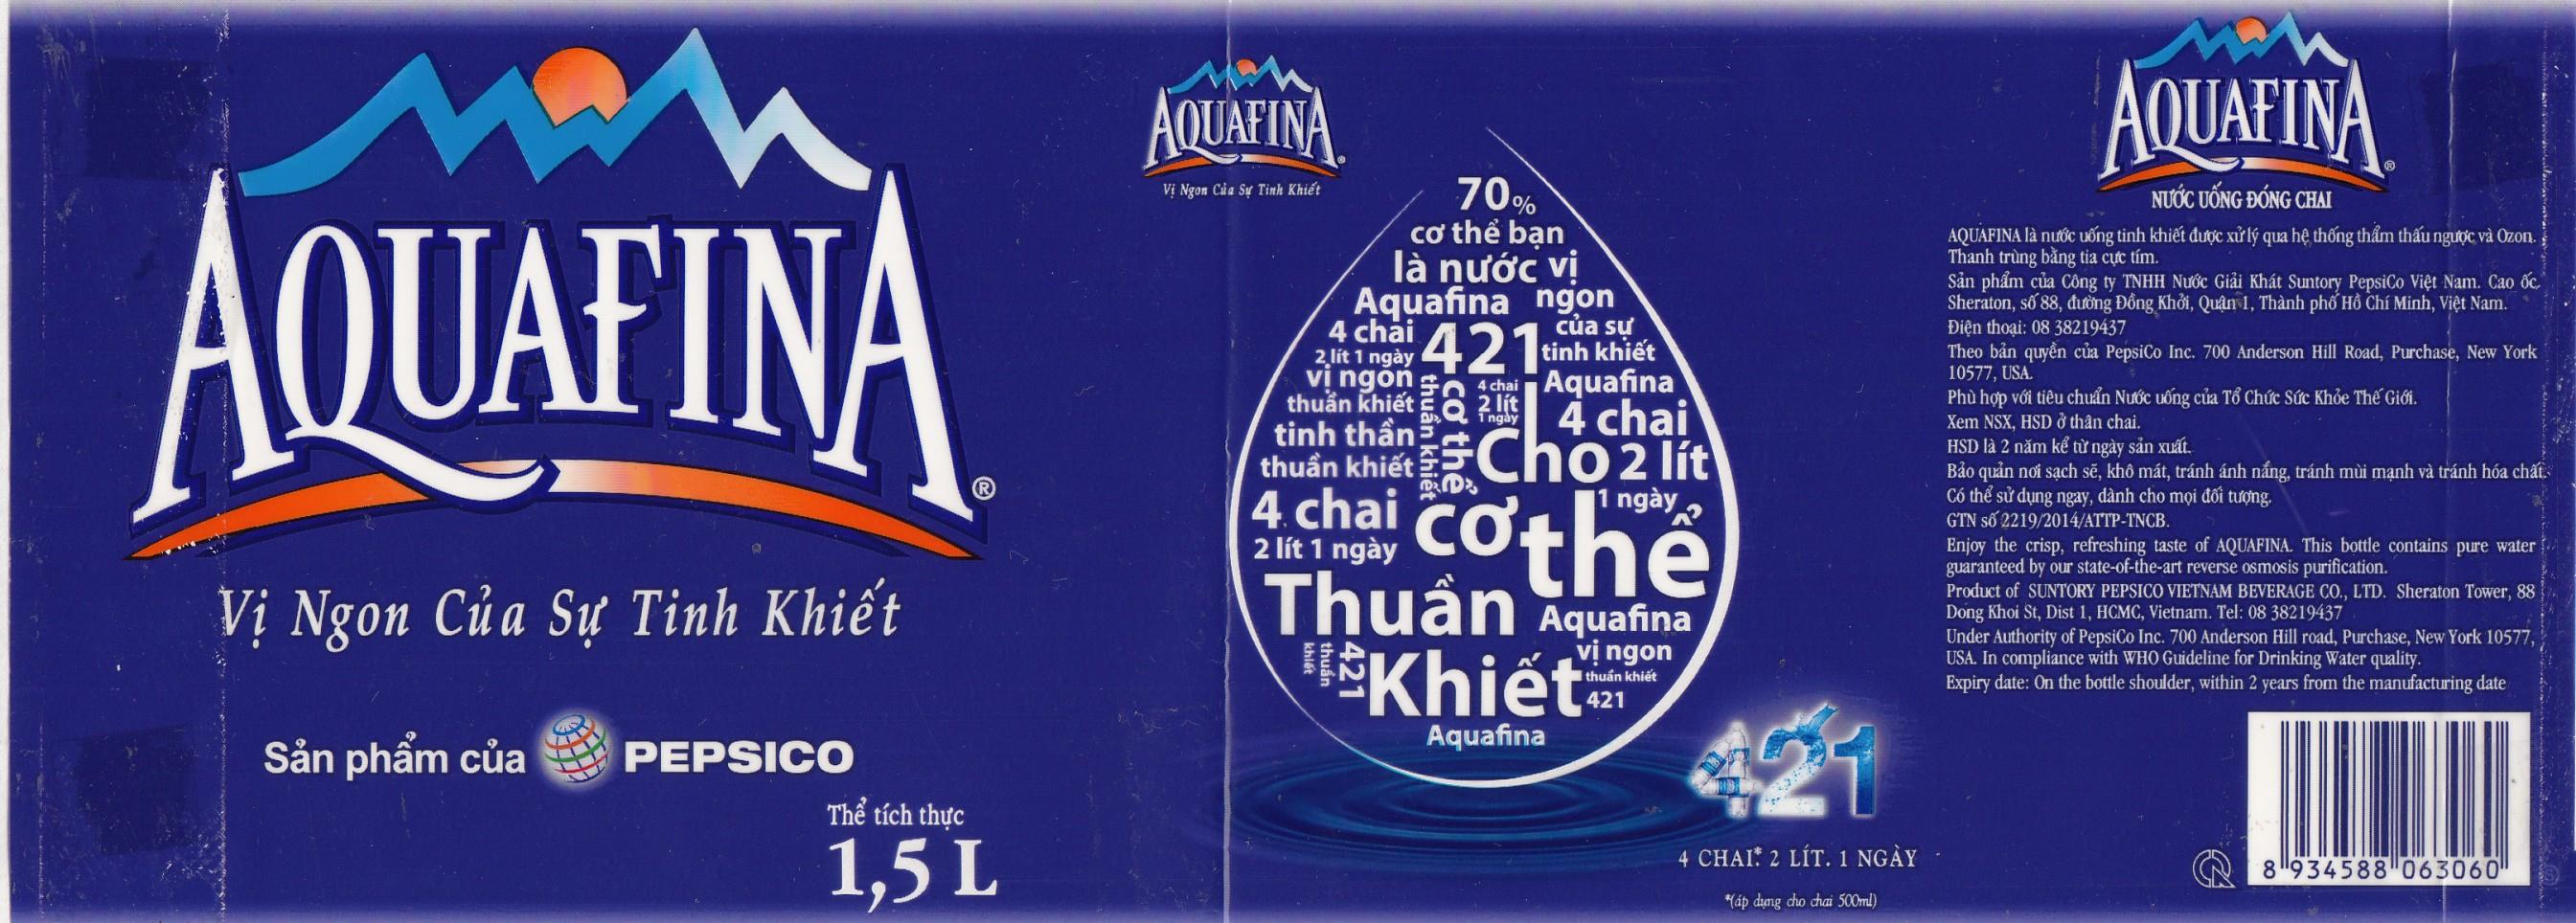 AQUAFINA®
Vị Ngon Của Sự Tinh Khiết
Sản phẩm của PEPSICO
Thể tích thực
1,5 L
AQUAFINA®
Vị Ngon Của Sự Tinh Khiết
70%
cơ thể bạn
là nước
vị
ngon
của sự
tinh khiết
Aquafina
4 chai
2 lít 1 ngày
421
vị ngon
thuần khiết
tinh thần
thuần khiết
thuần khiết
cơ thể
4 chai
2 lít
1 ngày
Aquafina
4 chai
2 lít
1 ngày
Cho
4 chai
2 lít 1 ngày
cơ thể
Thuần
Aquafina
vị ngon
thuần khiết
421
thuần
khiết
421
Khiết
Aquafina
421
4 CHAI*. 2 LÍT. 1 NGÀY
*(áp dụng cho chai 500ml)
AQUAFINA®
NƯỚC UỐNG ĐÓNG CHAI
AQUAFINA là nước uống tinh khiết được xử lý qua hệ thống thẩm thấu ngược và Ozon.
Thanh trùng bằng tia cực tím.
Sản phẩm của Công ty TNHH Nước Giải Khát Suntory PepsiCo Việt Nam. Cao ốc
Sheraton, số 88, đường Đồng Khởi, Quận 1, Thành phố Hồ Chí Minh, Việt Nam.
Điện thoại: 08 38219437
Theo bản quyền của PepsiCo Inc. 700 Anderson Hill Road, Purchase, New York
10577, USA.
Phù hợp với tiêu chuẩn Nước uống của Tổ Chức Sức Khỏe Thế Giới.
Xem NSX, HSD ở thân chai.
HSD là 2 năm kể từ ngày sản xuất.
Bảo quản nơi sạch sẽ, khô mát, tránh ánh nắng, tránh mùi mạnh và tránh hóa chất.
Có thể sử dụng ngay, dành cho mọi đối tượng.
GTN số 2219/2014/ATTP-TNCB.
Enjoy the crisp, refreshing taste of AQUAFINA. This bottle contains pure water
guaranteed by our state-of-the-art reverse osmosis purification.
Product of SUNTORY PEPSICO VIETNAM BEVERAGE CO., LTD. Sheraton Tower, 88
Dong Khoi St, Dist 1, HCMC, Vietnam. Tel: 08 38219437
Under Authority of PepsiCo Inc. 700 Anderson Hill road, Purchase, New York 10577,
USA. In compliance with WHO Guideline for Drinking Water quality.
Expiry date: On the bottle shoulder, within 2 years from the manufacturing date
8 934588 063060